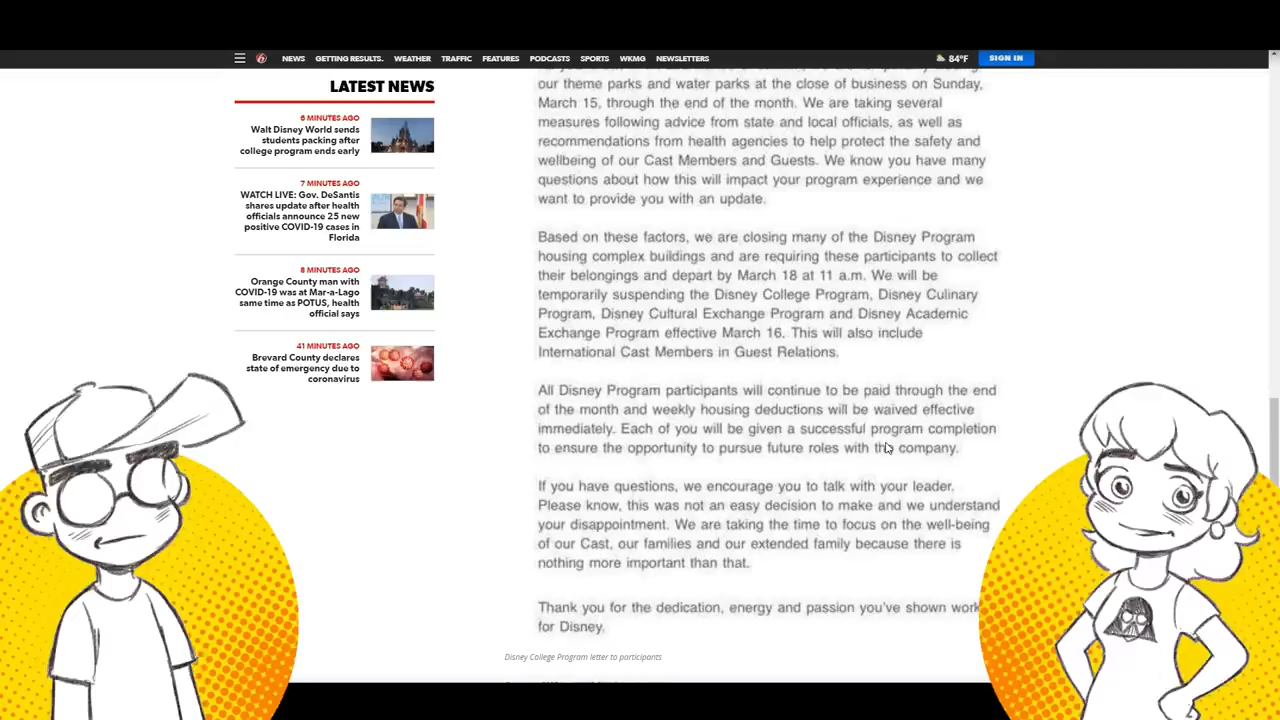 NEWS GETTING RESULTS. WEATHER TRAFFIC FEATURES PODCASTS SPORTS WKMG NEWSLETTERS
84°F
SIGN IN
LATEST NEWS
6 MINUTES AGO
Walt Disney World sends
students packing after
college program ends early
7 MINUTES AGO
WATCH LIVE: Gov. DeSantis
shares update after health
officials announce 25 new
positive COVID-19 cases in
Florida
8 MINUTES AGO
Orange County man with
COVID-19 was at Mar-a-Lago
same time as POTUS, health
official says
41 MINUTES AGO
Brevard County declares
state of emergency due to
coronavirus
our theme parks and water parks at the close of business on Sunday,
March 15, through the end of the month. We are taking several
measures following advice from state and local officials, as well as
recommendations from health agencies to help protect the safety and
wellbeing of our Cast Members and Guests. We know you have many
questions about how this will impact your program experience and we
want to provide you with an update.
Based on these factors, we are closing many of the Disney Program
housing complex buildings and are requiring these participants to collect
their belongings and depart by March 18 at 11 a.m. We will be
temporarily suspending the Disney College Program, Disney Culinary
Program, Disney Cultural Exchange Program and Disney Academic
Exchange Program effective March 16. This will also include
International Cast Members in Guest Relations.
All Disney Program participants will continue to be paid through the end
of the month and weekly housing deductions will be waived effective
immediately. Each of you will be given a successful program completion
to ensure the opportunity to pursue future roles with the company.
If you have questions, we encourage you to talk with your leader.
Please know, this was not an easy decision to make and we understand
your disappointment. We are taking the time to focus on the well-being
of our Cast, our families and our extended family because there is
nothing more important than that.
Thank you for the dedication, energy and passion you've shown work
for Disney.
Disney College Program letter to participants